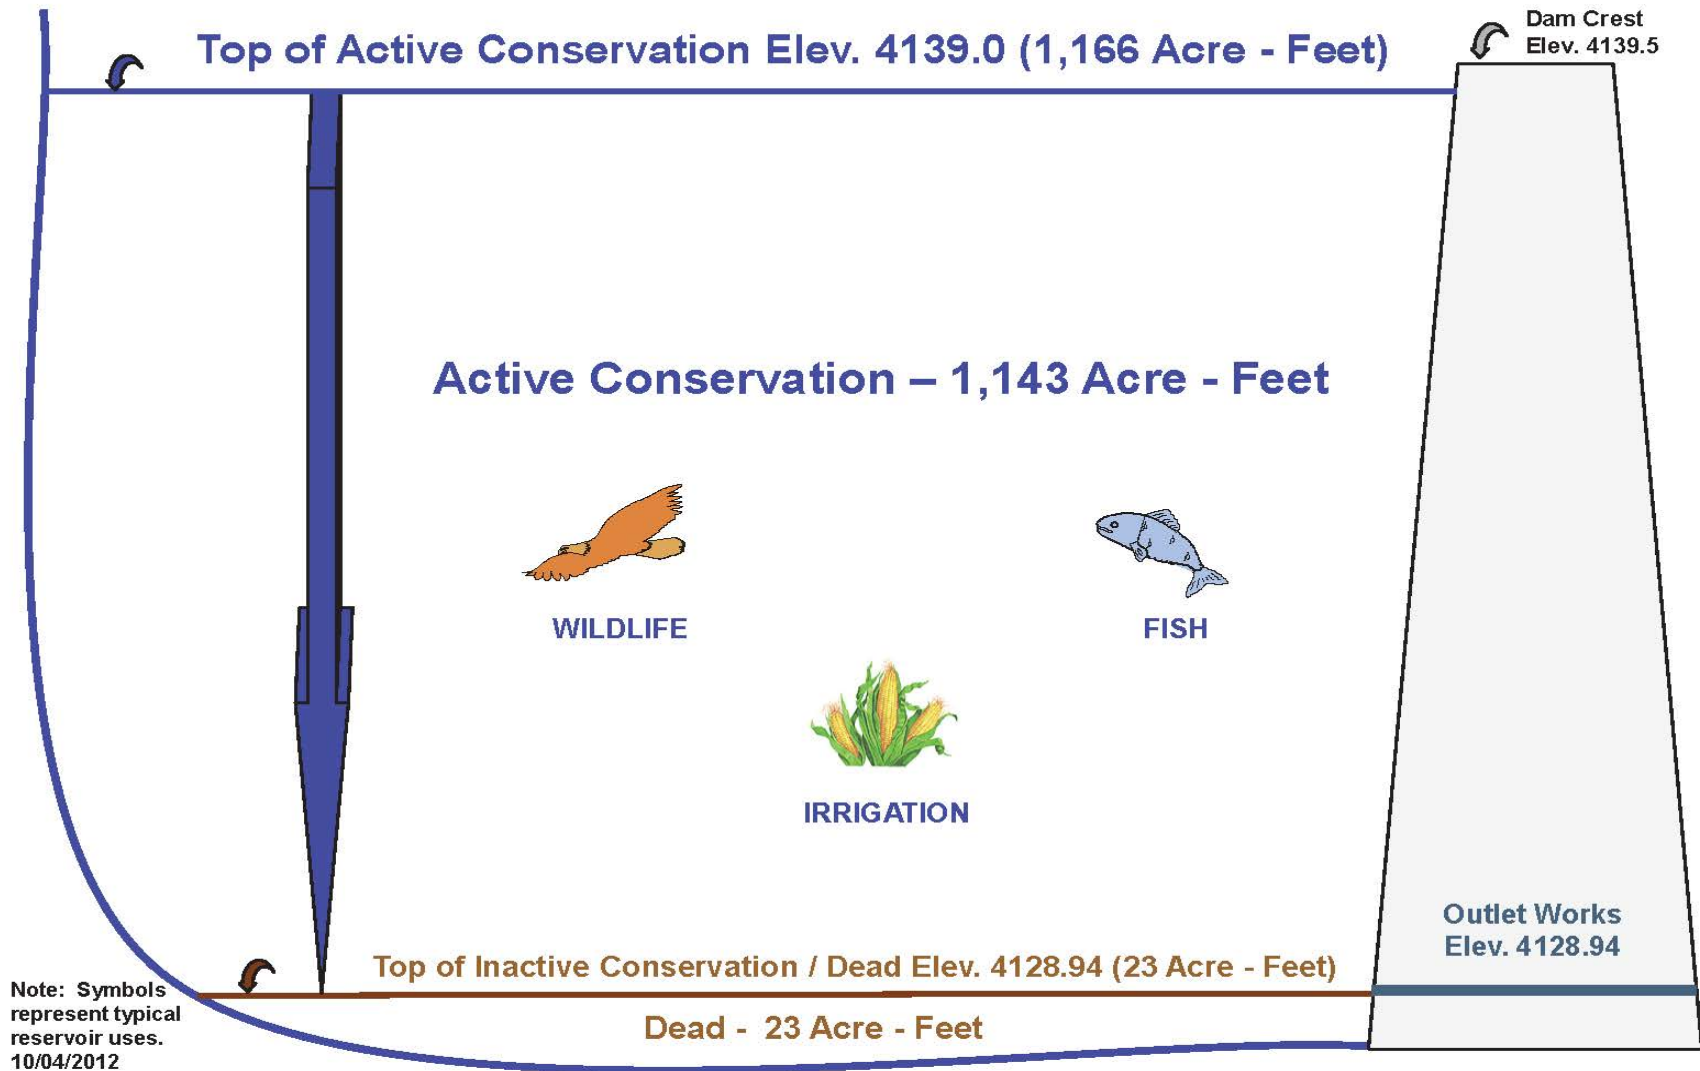 Top of Active Conservation Elev. 4139.0 (1,166 Acre - Feet)
Dam Crest
Elev. 4139.5
Active Conservation – 1,143 Acre - Feet
WILDLIFE
FISH
IRRIGATION
Outlet Works
Elev. 4128.94
Top of Inactive Conservation / Dead Elev. 4128.94 (23 Acre - Feet)
Dead - 23 Acre - Feet
Note: Symbols
represent typical
reservoir uses.
10/04/2012